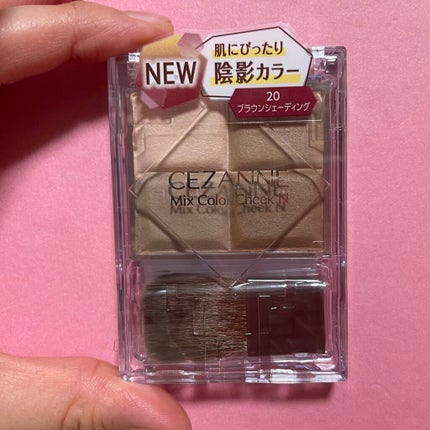 NEW
肌にぴったり
陰影カラー
20
ブラウンシェーディング
CEZANNE
Mix Color Cheek N